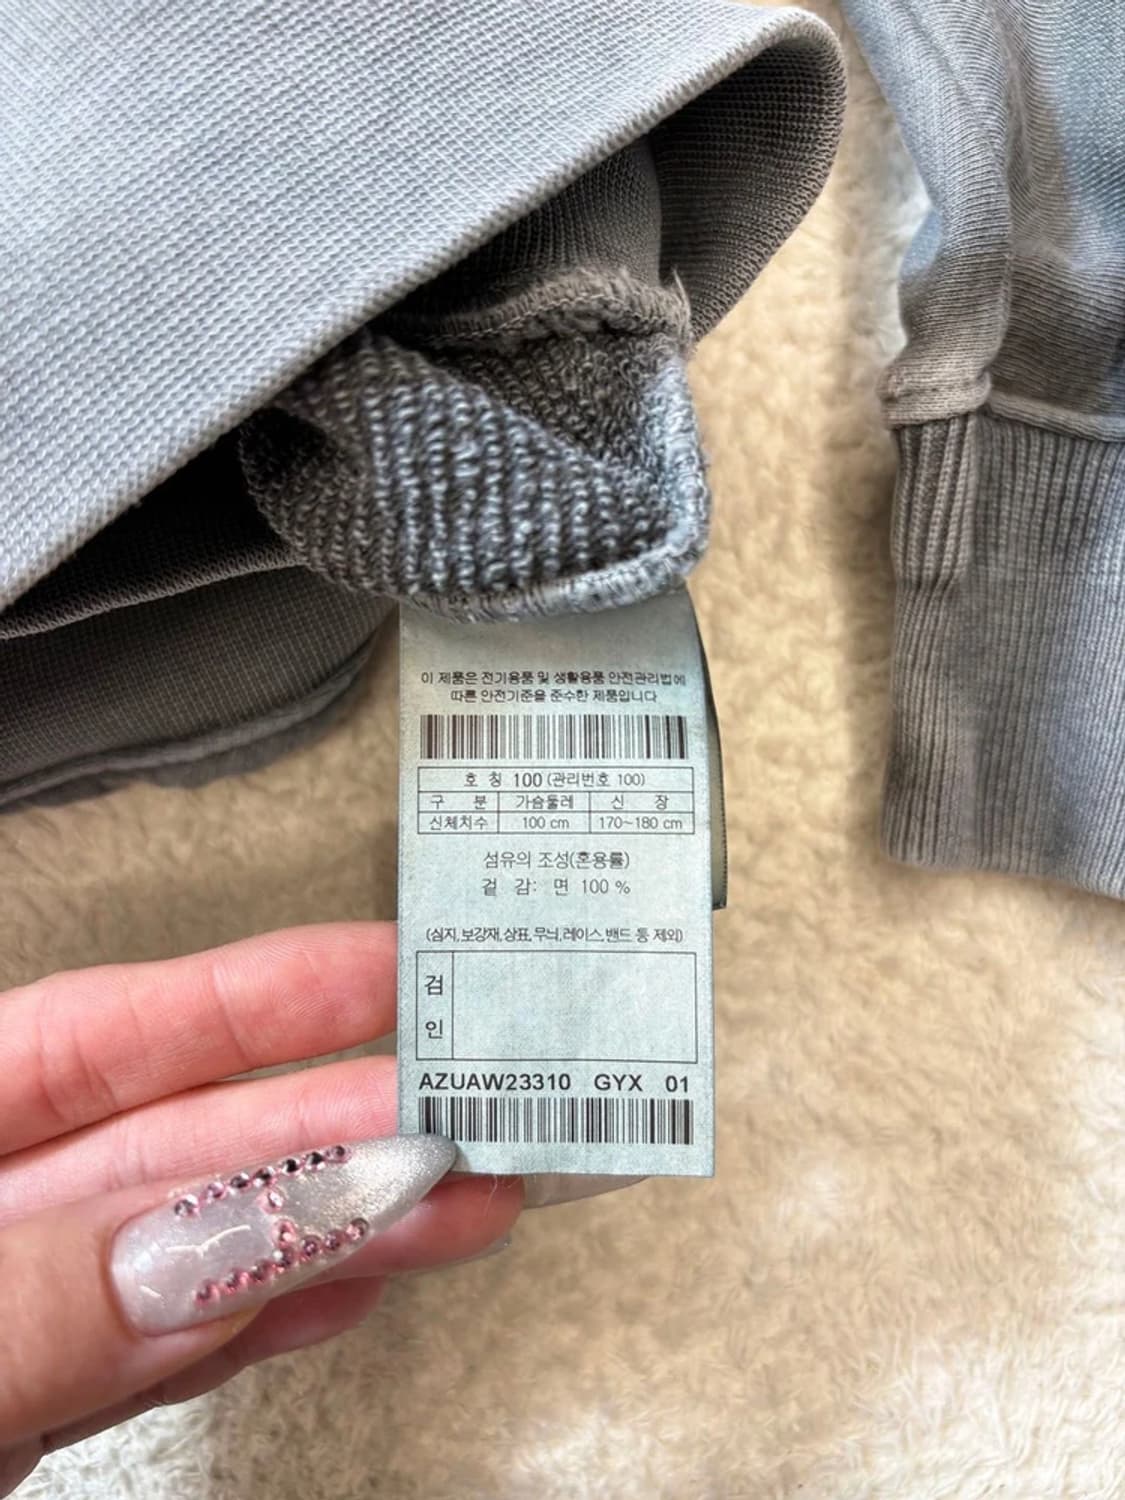 이 제품은 전기용품 및 생활용품 안전관리법에
따른 안전기준을 준수한 제품입니다
호 칭 100 (관리번호 100)
구 분 가슴둘레 신 장
신체치수 100 cm 170~180 cm
섬유의 조성(혼용률)
겉 감: 면 100 %
(심지,보강재,상표,무늬,레이스,밴드 등 제외)
검
인
AZUAW23310 GYX 01